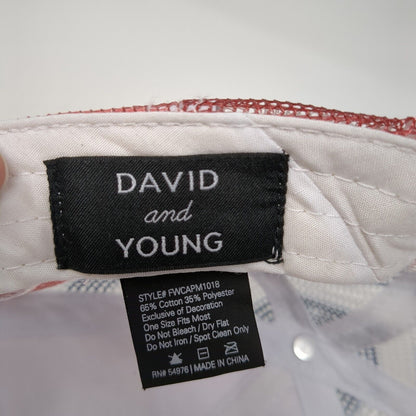 DAVID
and
YOUNG
STYLE# FWCAPM1018
65% Cotton 35% Polyester
Exclusive of Decoration
One Size Fits Most
Do Not Bleach / Dry Flat
Do Not Iron / Spot Clean Only
RN# 54976 | MADE IN CHINA